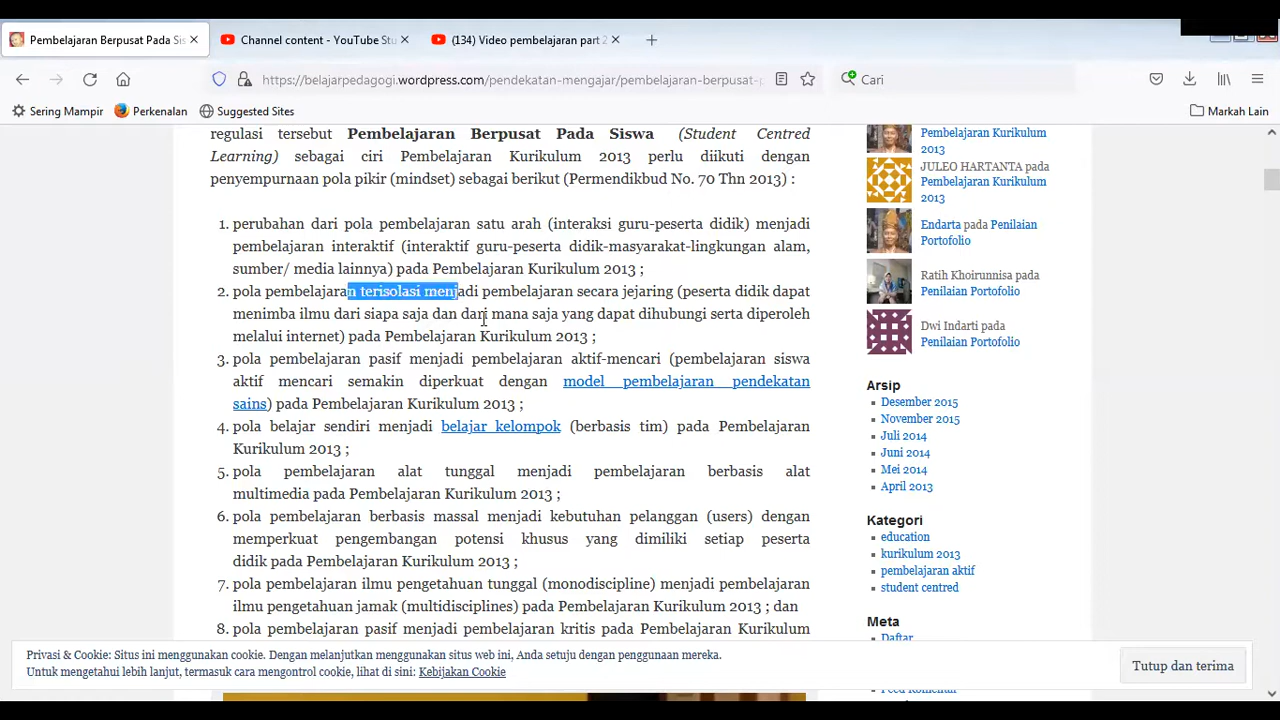 Pembelajaran Berpusat Pada Sis
Channel content - YouTube Stu
(134) Video pembelajaran part 2
https://belajarpedagogi.wordpress.com/pendekatan-mengajar/pembelajaran-berpusat-p
Cari
Sering Mampir
Perkenalan
Suggested Sites
Markah Lain
regulasi tersebut Pembelajaran Berpusat Pada Siswa (Student Centred
Learning) sebagai ciri Pembelajaran Kurikulum 2013 perlu diikuti dengan
penyempurnaan pola pikir (mindset) sebagai berikut (Permendikbud No. 70 Thn 2013) :
1. perubahan dari pola pembelajaran satu arah (interaksi guru-peserta didik) menjadi
pembelajaran interaktif (interaktif guru-peserta didik-masyarakat-lingkungan alam,
sumber/ media lainnya) pada Pembelajaran Kurikulum 2013 ;
2. pola pembelajaran terisolasi menjadi pembelajaran secara jejaring (peserta didik dapat
menimba ilmu dari siapa saja dan dari mana saja yang dapat dihubungi serta diperoleh
melalui internet) pada Pembelajaran Kurikulum 2013 ;
3. pola pembelajaran pasif menjadi pembelajaran aktif-mencari (pembelajaran siswa
aktif mencari semakin diperkuat dengan model pembelajaran pendekatan
sains) pada Pembelajaran Kurikulum 2013 ;
4. pola belajar sendiri menjadi belajar kelompok (berbasis tim) pada Pembelajaran
Kurikulum 2013 ;
5. pola pembelajaran alat tunggal menjadi pembelajaran berbasis alat
multimedia pada Pembelajaran Kurikulum 2013 ;
6. pola pembelajaran berbasis massal menjadi kebutuhan pelanggan (users) dengan
memperkuat pengembangan potensi khusus yang dimiliki setiap peserta
didik pada Pembelajaran Kurikulum 2013 ;
7. pola pembelajaran ilmu pengetahuan tunggal (monodiscipline) menjadi pembelajaran
ilmu pengetahuan jamak (multidisciplines) pada Pembelajaran Kurikulum 2013 ; dan
8. pola pembelajaran pasif menjadi pembelajaran kritis pada Pembelajaran Kurikulum
Pembelajaran Kurikulum
2013
JULEO HARTANTA pada
Pembelajaran Kurikulum
2013
Endarta pada Penilaian
Portofolio
Ratih Khoirunnisa pada
Penilaian Portofolio
Dwi Indarti pada
Penilaian Portofolio
Arsip
Desember 2015
November 2015
Juli 2014
Juni 2014
Mei 2014
April 2013
Kategori
education
kurikulum 2013
pembelajaran aktif
student centred
Meta
Daftar
Feed Komentar
Privasi & Cookie: Situs ini menggunakan cookie. Dengan melanjutkan menggunakan situs web ini, Anda setuju dengan penggunaan mereka.
Untuk mengetahui lebih lanjut, termasuk cara mengontrol cookie, lihat di sini: Kebijakan Cookie
Tutup dan terima